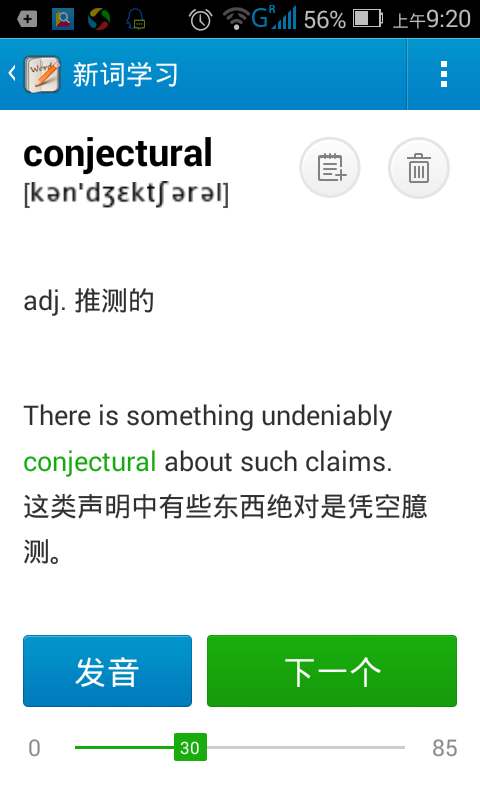 G R 56% 上午9:20
Words 新词学习
conjectural
[kən'dʒɛktʃərəl]
adj. 推测的
There is something undeniably
conjectural about such claims.
这类声明中有些东西绝对是凭空臆
测。
发音 下一个
0 30 85